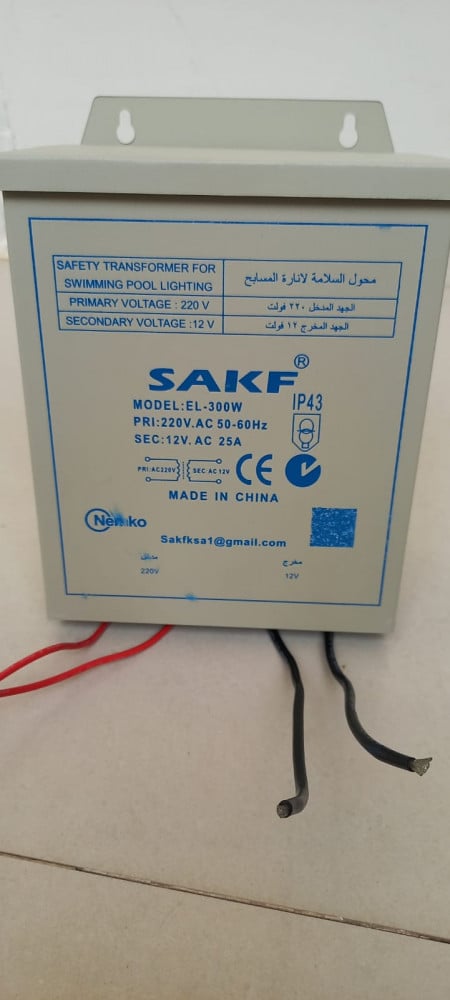 SAFETY TRANSFORMER FOR
SWIMMING POOL LIGHTING
محول السلامة لانارة المسابح
PRIMARY VOLTAGE : 220 V
الجهد المدخل ٢٢٠ فولت
SECONDARY VOLTAGE :12 V
الجهد المخرج ١٢ فولت
SAKF®
MODEL:EL-300W
IP43
PRI:220V.AC 50-60Hz
SEC:12V. AC 25A
PRI:AC220V
SEC: AC 12V
CE
MADE IN CHINA
Nemko
Sakfksa1@gmail.com
مخرج
220V
12V